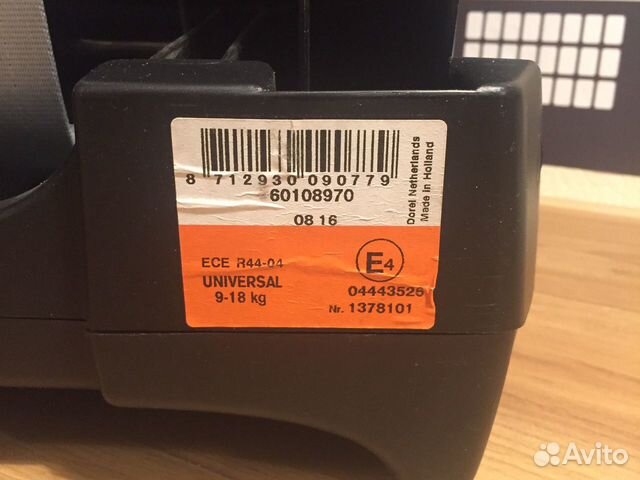 8 712930 090779
60108970
08 16
Dorel Netherlands
Made in Holland
ECE R44-04
UNIVERSAL
9-18 kg
E4
04443526
Nr. 1378101
Avito